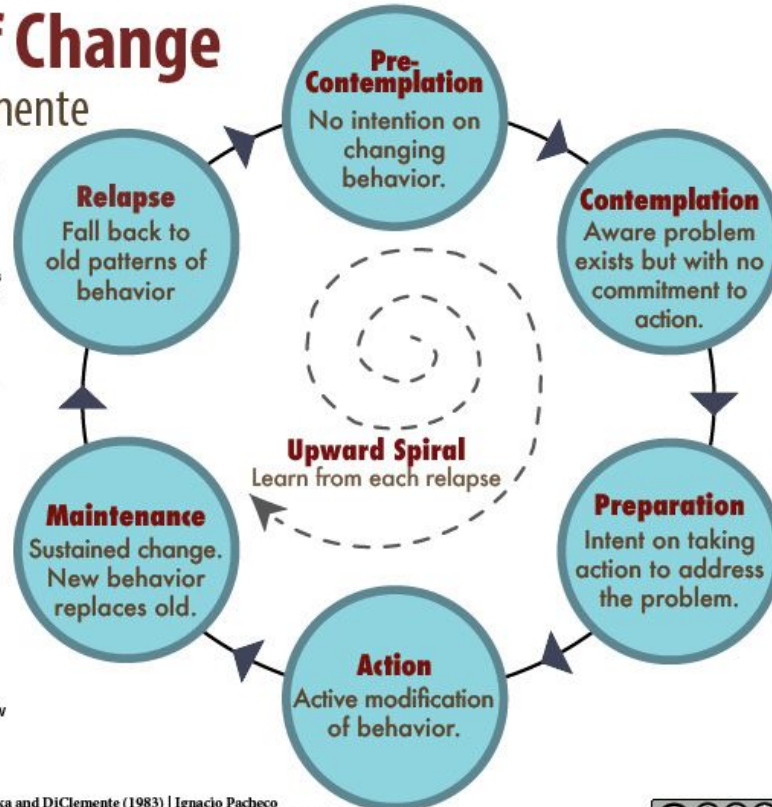 Change
Pre-
Contemplation
No intention on
changing
behavior.
Contemplation
Aware problem
exists but with no
commitment to
action.
Preparation
Intent on taking
action to address
the problem.
Action
Active modification
of behavior.
Maintenance
Sustained change.
New behavior
replaces old.
Relapse
Fall back to
old patterns of
behavior
Upward Spiral
Learn from each relapse
and DiClemente (1983) | Ignacio Pacheco